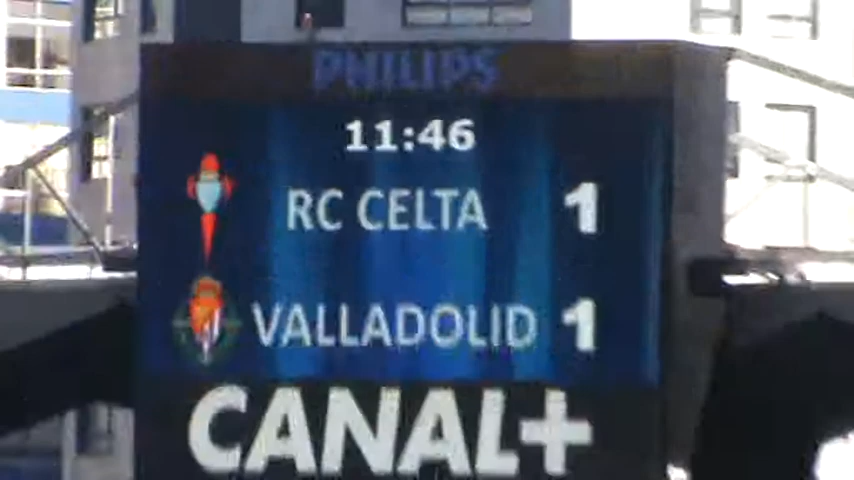 PHILIPS
11:46
RC CELTA 1
VALLADOLID 1
CANAL+